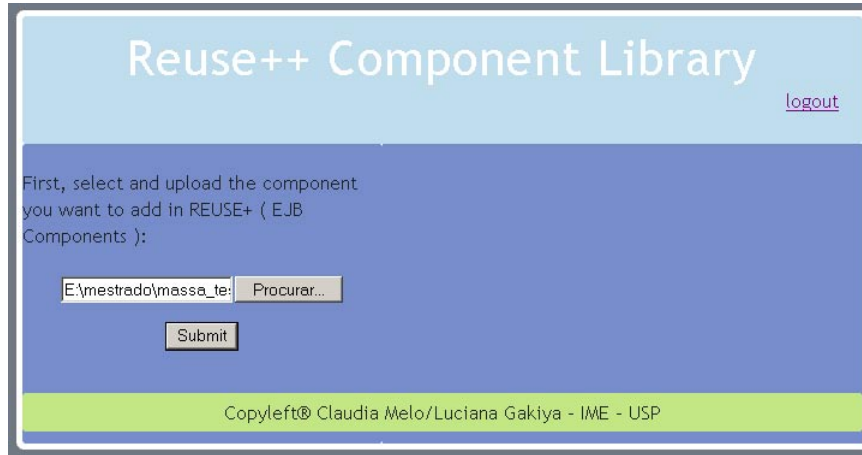 Reuse++ Component Library
logout
First, select and upload the component
you want to add in REUSE+ ( EJB
Components ):
E:\mestrado\massa_te Procurar...
Submit
Copyleft® Claudia Melo/Luciana Gakiya - IME - USP